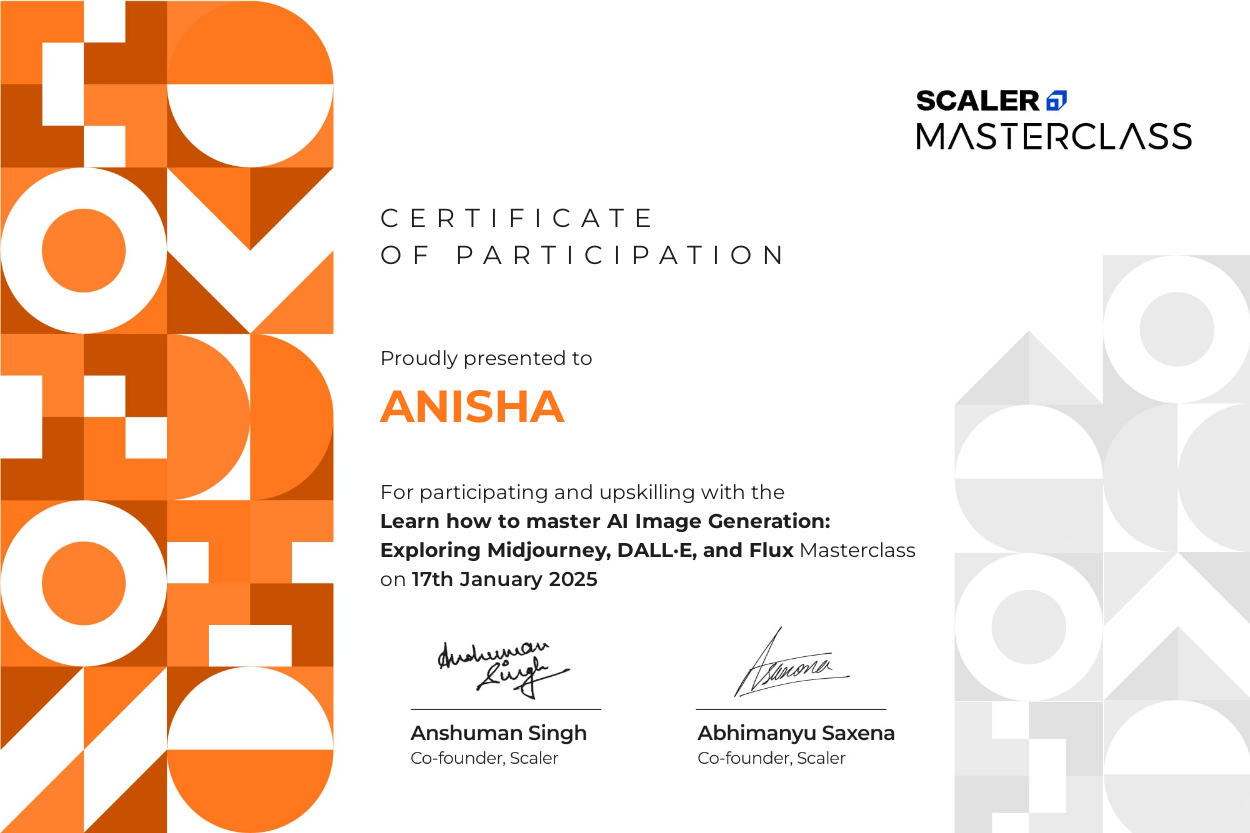 SCALER
MASTERCLASS
CERTIFICATE
OF PARTICIPATION
Proudly presented to
ANISHA
For participating and upskilling with the
Learn how to master AI Image Generation:
Exploring Midjourney, DALL·E, and Flux Masterclass
on 17th January 2025
Anshuman
Singh
Asaxena
Anshuman Singh
Abhimanyu Saxena
Co-founder, Scaler
Co-founder, Scaler